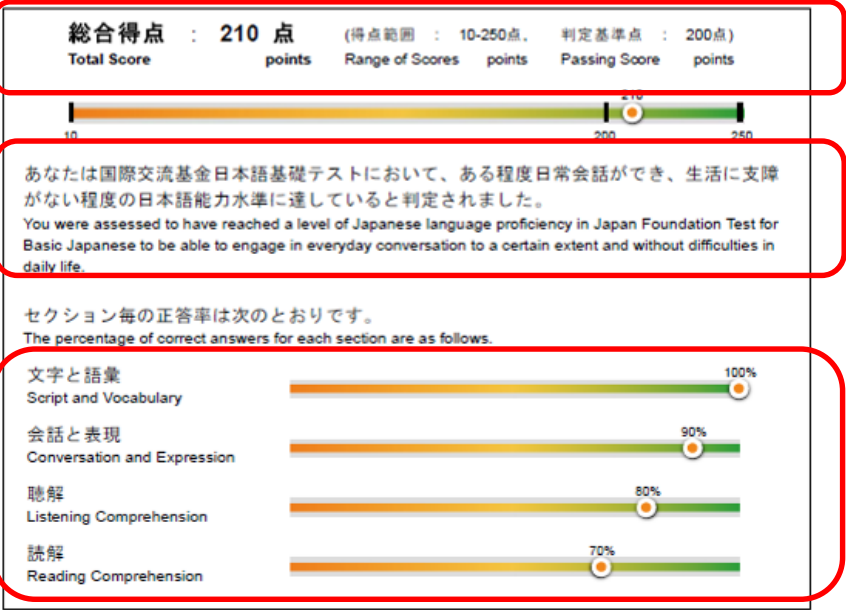 総合得点 : 210 点 (得点範囲 : 10-250点、 判定基準点 : 200点)
Total Score points Range of Scores points Passing Score points
210
10 200 250
あなたは国際交流基金日本語基礎テストにおいて、ある程度日常会話ができ、生活に支障
がない程度の日本語能力水準に達していると判定されました。
You were assessed to have reached a level of Japanese language proficiency in Japan Foundation Test for
Basic Japanese to be able to engage in everyday conversation to a certain extent and without difficulties in
daily life.
セクション毎の正答率は次のとおりです。
The percentage of correct answers for each section are as follows.
文字と語彙
Script and Vocabulary
100%
会話と表現
Conversation and Expression
90%
聴解
Listening Comprehension
80%
読解
Reading Comprehension
70%